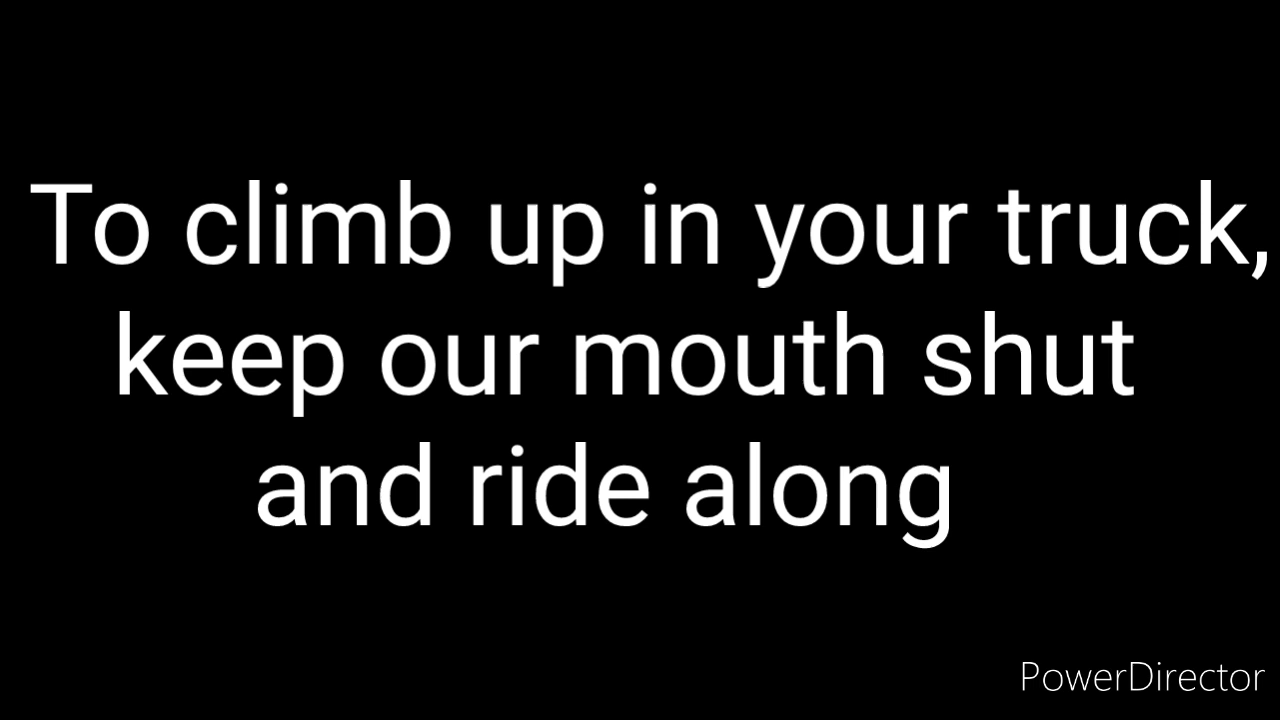 To climb up in your truck,
keep our mouth shut
and ride along
PowerDirector